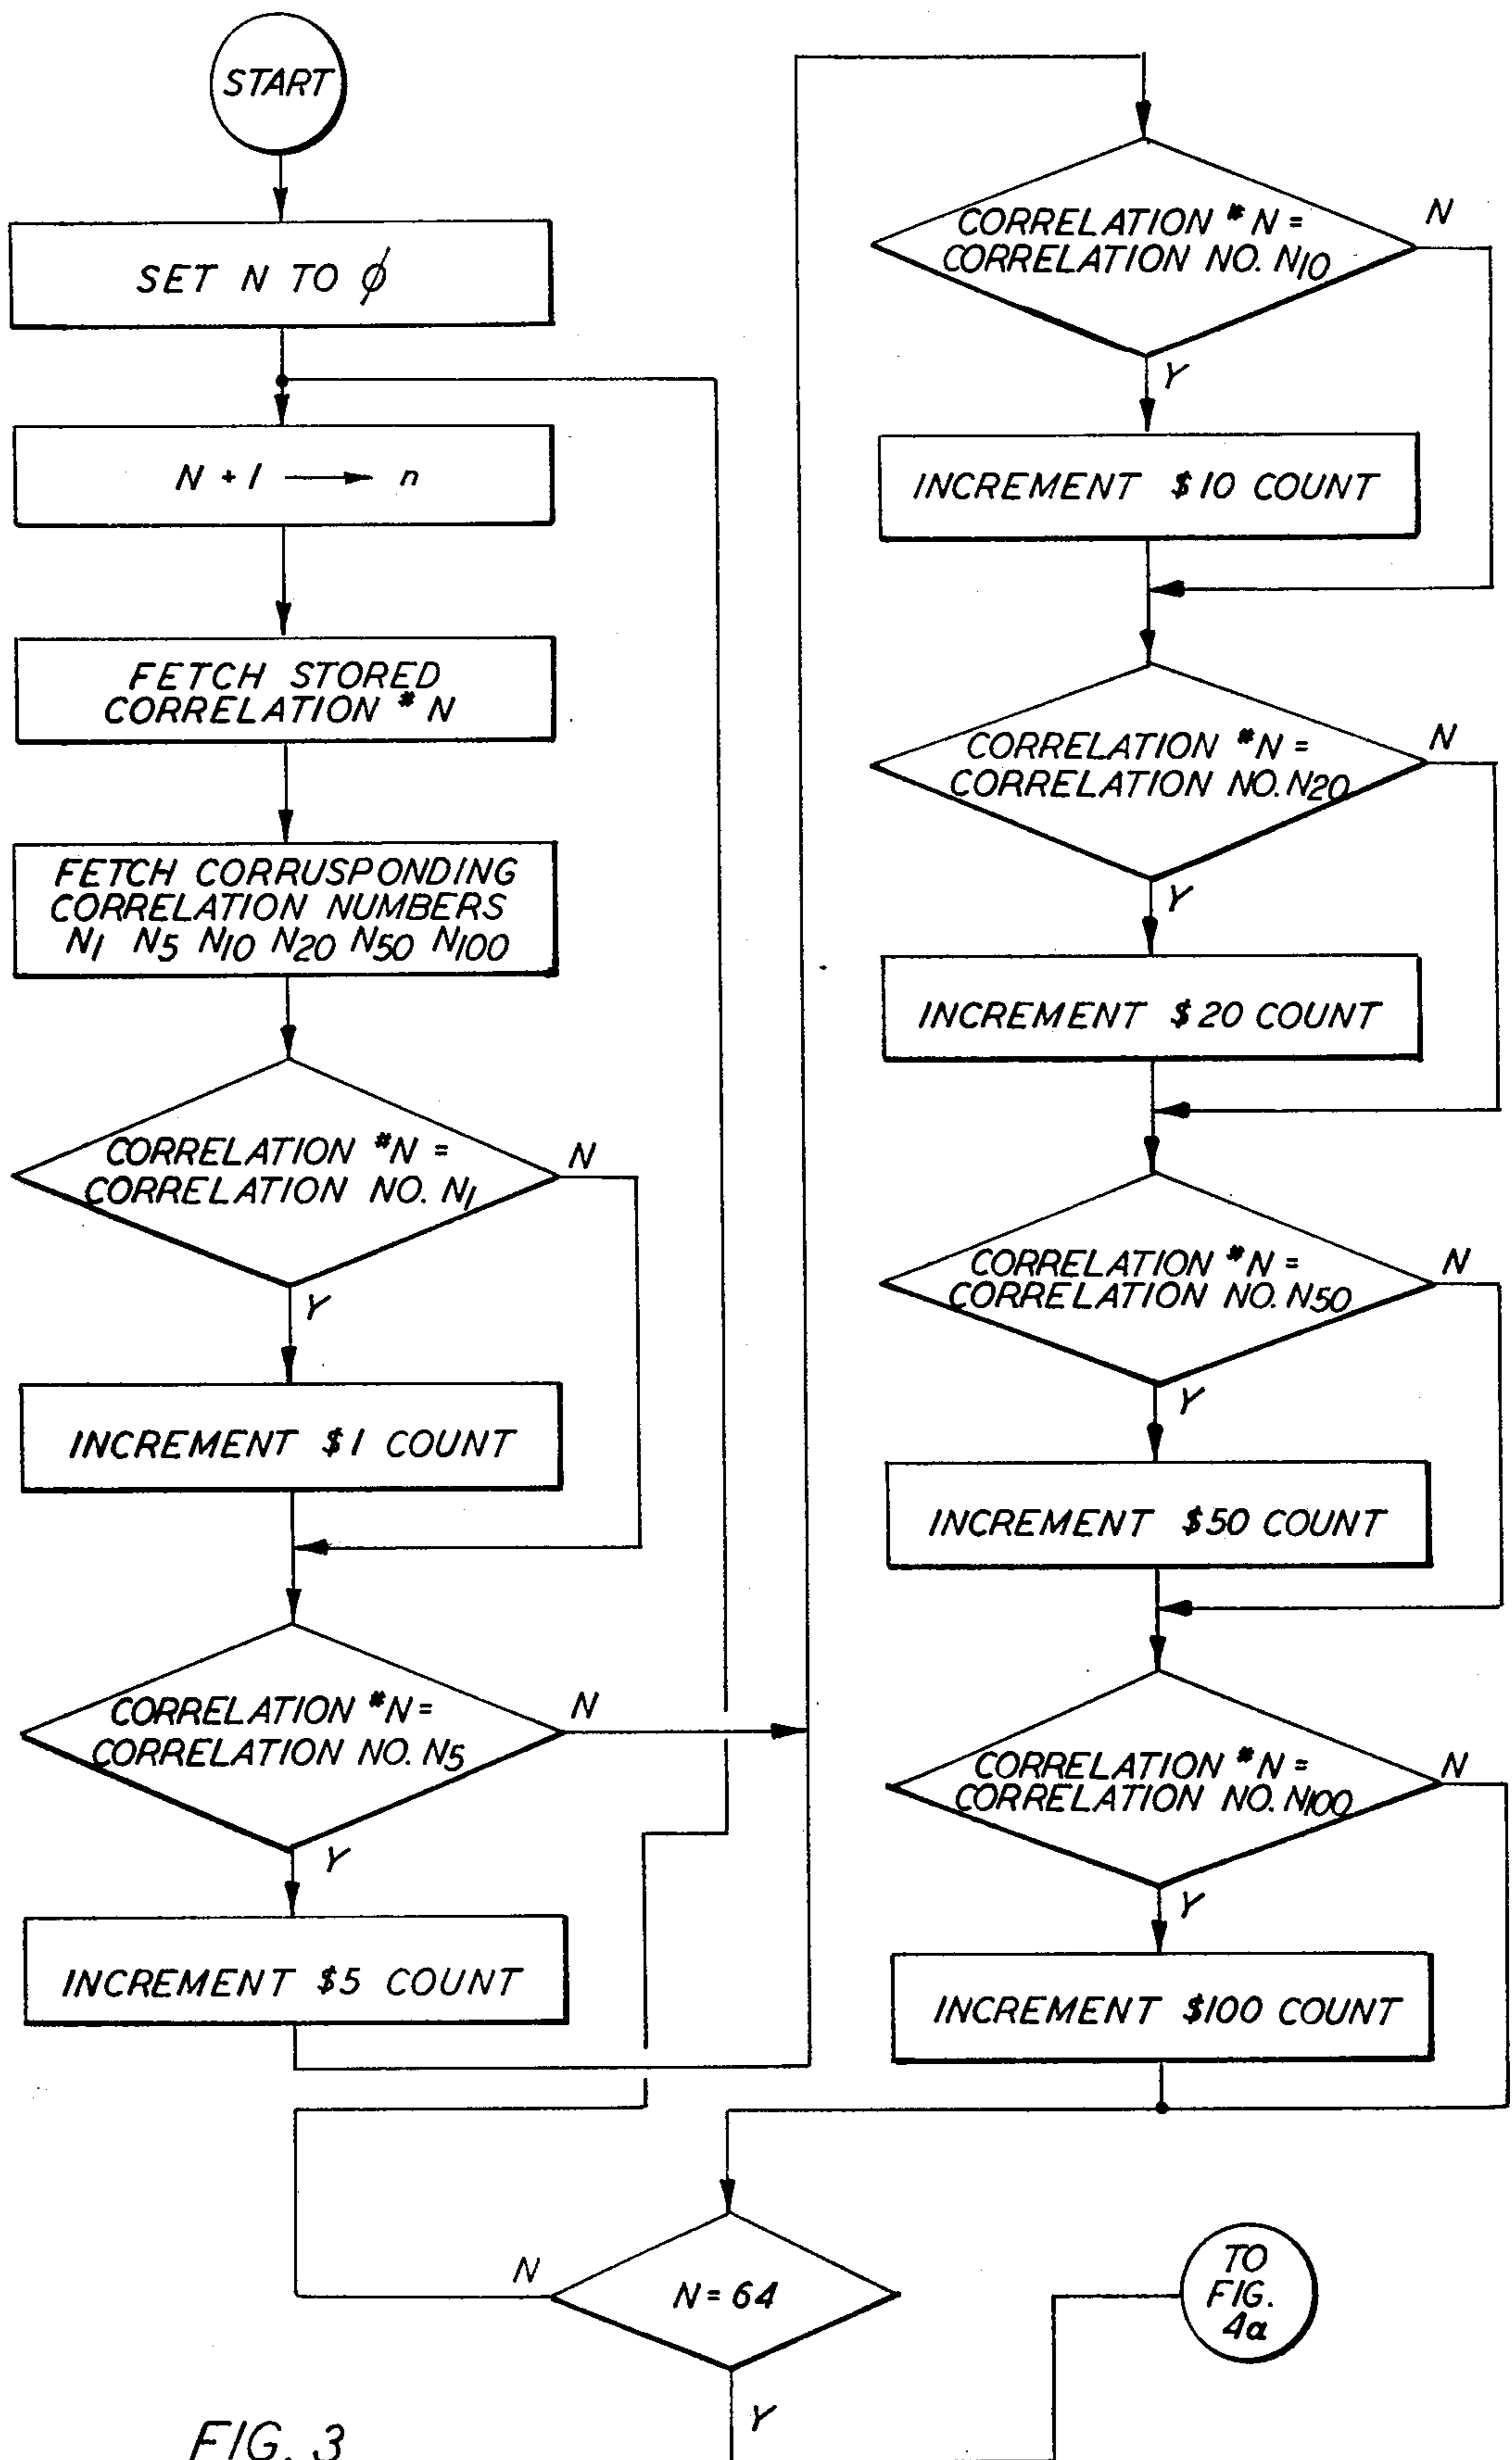 START
SET N TO ∅
N + 1 → n
FETCH STORED
CORRELATION # N
FETCH CORRUSPONDING
CORRELATION NUMBERS
N1 N5 N10 N20 N50 N100
CORRELATION #N =
CORRELATION NO. N1
N
Y
INCREMENT $1 COUNT
CORRELATION #N =
CORRELATION NO. N5
N
Y
INCREMENT $5 COUNT
CORRELATION #N =
CORRELATION NO. N10
N
Y
INCREMENT $10 COUNT
CORRELATION #N =
CORRELATION NO. N20
N
Y
INCREMENT $20 COUNT
CORRELATION #N =
CORRELATION NO. N50
N
Y
INCREMENT $50 COUNT
CORRELATION #N =
CORRELATION NO. N100
N
Y
INCREMENT $100 COUNT
N = 64
N
Y
TO
FIG.
4a
FIG. 3